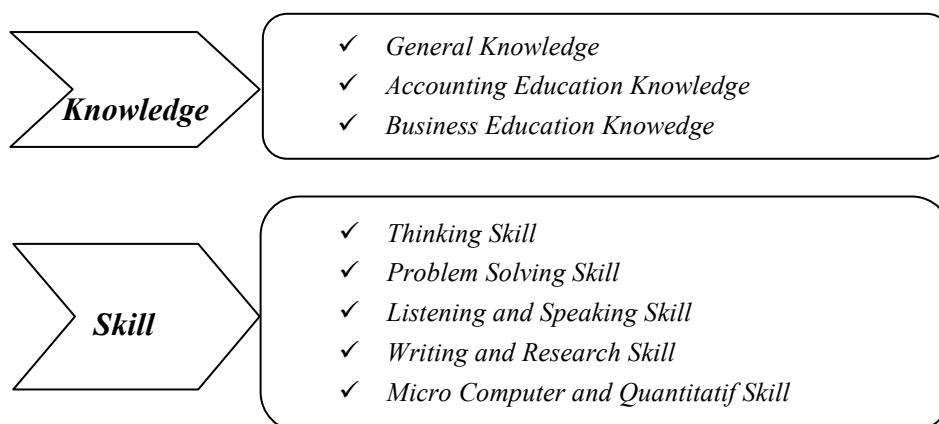 Knowledge
✓ General Knowledge
✓ Accounting Education Knowledge
✓ Business Education Knowedge
Skill
✓ Thinking Skill
✓ Problem Solving Skill
✓ Listening and Speaking Skill
✓ Writing and Research Skill
✓ Micro Computer and Quantitatif Skill